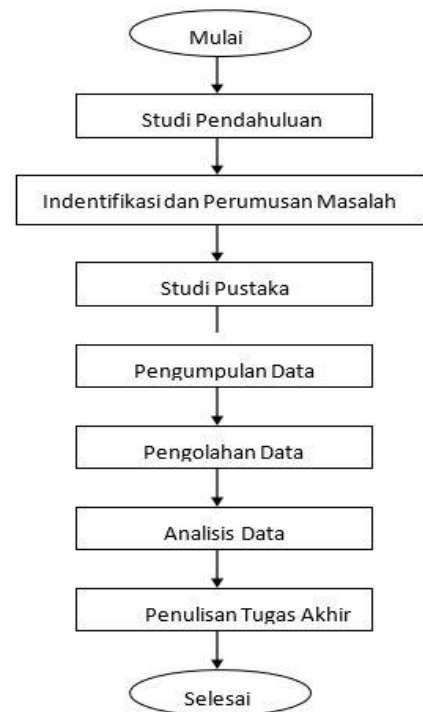 Mulai
Studi Pendahuluan
Indentifikasi dan Perumusan Masalah
Studi Pustaka
Pengumpulan Data
Pengolahan Data
Analisis Data
Penulisan Tugas Akhir
Selesai